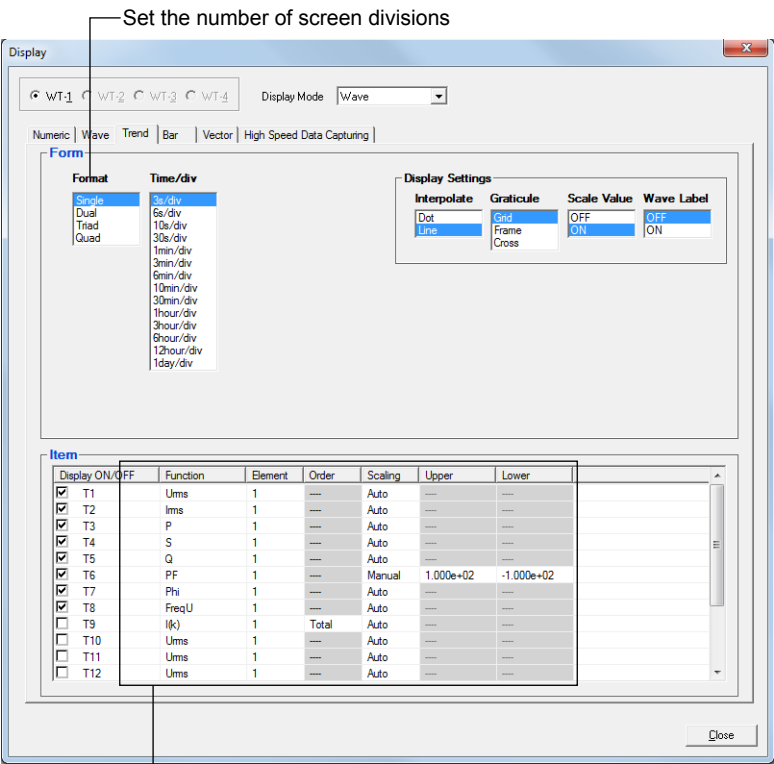 Set the number of screen divisions
Display
WT-1 WT-2 WT-3 WT-4 Display Mode Wave
Numeric Wave Trend Bar Vector High Speed Data Capturing
Form
Format Time/div
Single
Dual
Triad
Quad
3s/div
6s/div
10s/div
30s/div
1min/div
3min/div
6min/div
10min/div
30min/div
1hour/div
3hour/div
6hour/div
12hour/div
1day/div
Display Settings
Interpolate Graticule Scale Value Wave Label
Dot Grid OFF OFF
Line Frame ON ON
Cross
Item
Display ON/OFF Function Element Order Scaling Upper Lower
T1 Urms 1 ---- Auto ---- ----
T2 Irms 1 ---- Auto ---- ----
T3 P 1 ---- Auto ---- ----
T4 S 1 ---- Auto ---- ----
T5 Q 1 ---- Auto ---- ----
T6 PF 1 ---- Manual 1.000e+02 -1.000e+02
T7 Phi 1 ---- Auto ---- ----
T8 FreqU 1 ---- Auto ---- ----
T9 I(k) 1 Total Auto ---- ----
T10 Urms 1 ---- Auto ---- ----
T11 Urms 1 ---- Auto ---- ----
T12 Urms 1 ---- Auto ---- ----
Close